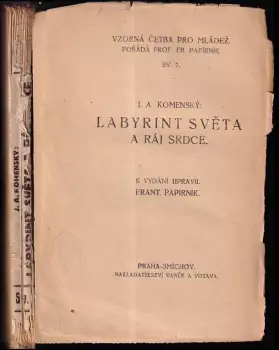 J. A. KOMENSKÝ:
LABYRINT SVĚTA
VZORNÁ ČETBA PRO MLÁDEŽ.
POŘÁDÁ PROF. FR. PAPÍRNÍK.
SV. 7.
J. A. KOMENSKÝ:
LABYRINT SVĚTA
A RÁJ SRDCE.
K VYDÁNÍ UPRAVIL
FRANT. PAPIRNIK.
PRAHA-SMÍCHOV.
NAKLADATELSTVÍ VANĚK A VOTAVA.